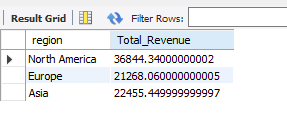 Result Grid Filter Rows:
region Total_Revenue
North America 36844.34000000002
Europe 21268.060000000005
Asia 22455.449999999997